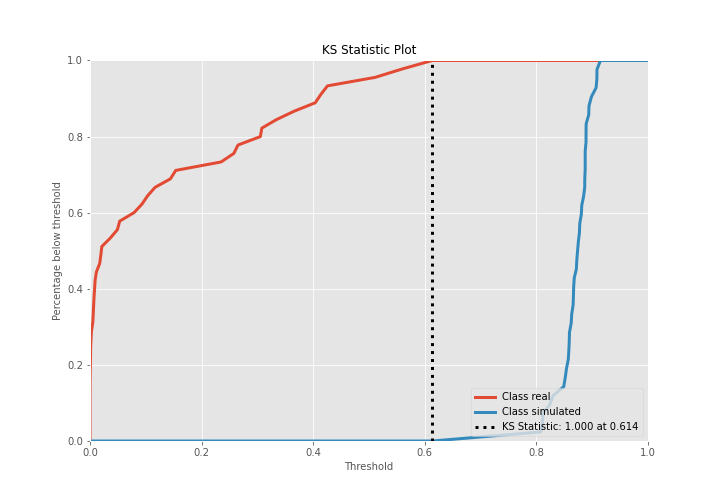 KS Statistic Plot
1.0
0.8
0.6
0.4
0.2
0.0
Percentage below threshold
Class real
Class simulated
KS Statistic: 1.000 at 0.614
0.0 0.2 0.4 0.6 0.8 1.0
Threshold